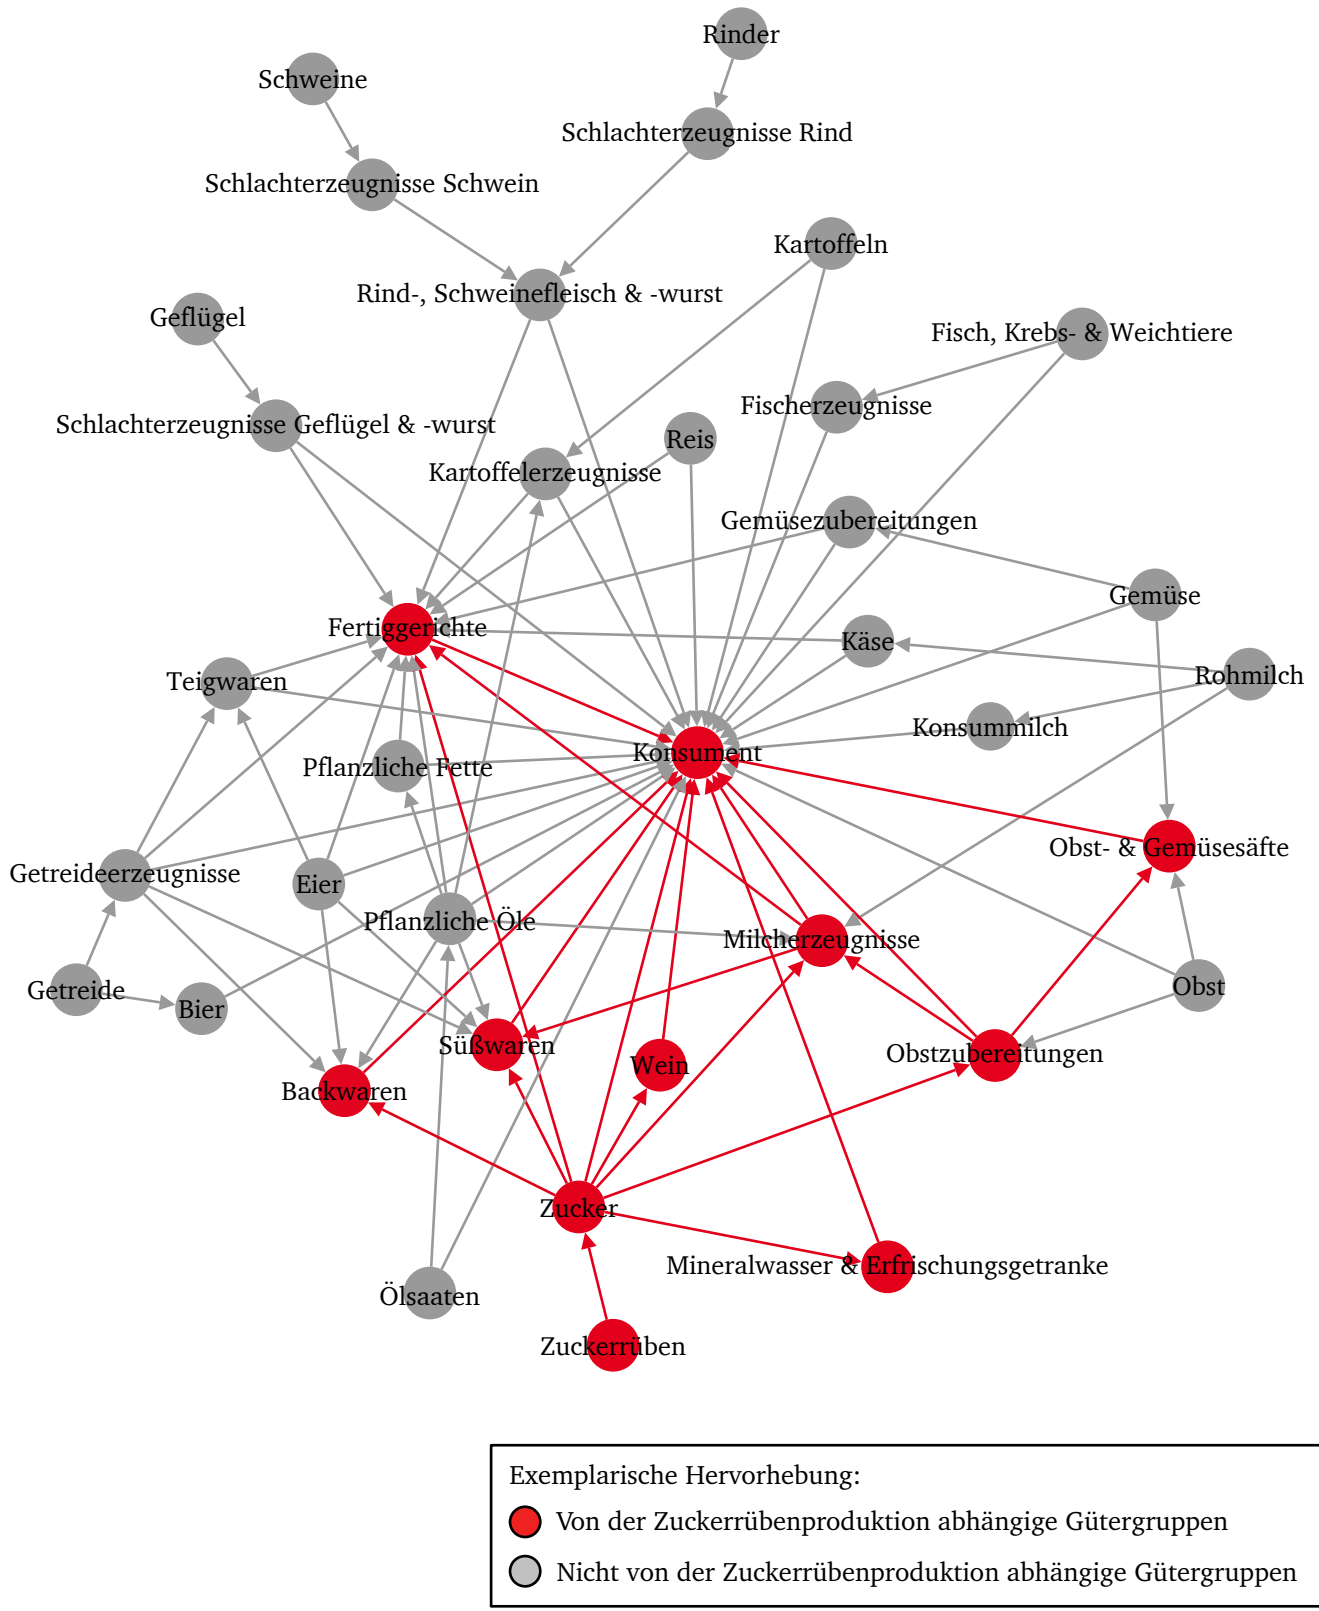 Rinder
Schweine
Schlachterzeugnisse Rind
Schlachterzeugnisse Schwein
Kartoffeln
Rind-, Schweinefleisch & -wurst
Geflügel
Fisch, Krebs- & Weichtiere
Fischerzeugnisse
Schlachterzeugnisse Geflügel & -wurst
Reis
Kartoffelerzeugnisse
Gemüsezubereitungen
Gemüse
Fertiggerichte
Käse
Rohmilch
Teigwaren
Konsummilch
Konsument
Pflanzliche Fette
Obst- & Gemüsesäfte
Getreideerzeugnisse
Eier
Pflanzliche Öle
Milcherzeugnisse
Obst
Getreide
Bier
Süßwaren
Obstzubereitungen
Wein
Backwaren
Zucker
Mineralwasser & Erfrischungsgetranke
Ölsaaten
Zuckerrüben
Exemplarische Hervorhebung:
Von der Zuckerrübenproduktion abhängige Gütergruppen
Nicht von der Zuckerrübenproduktion abhängige Gütergruppen